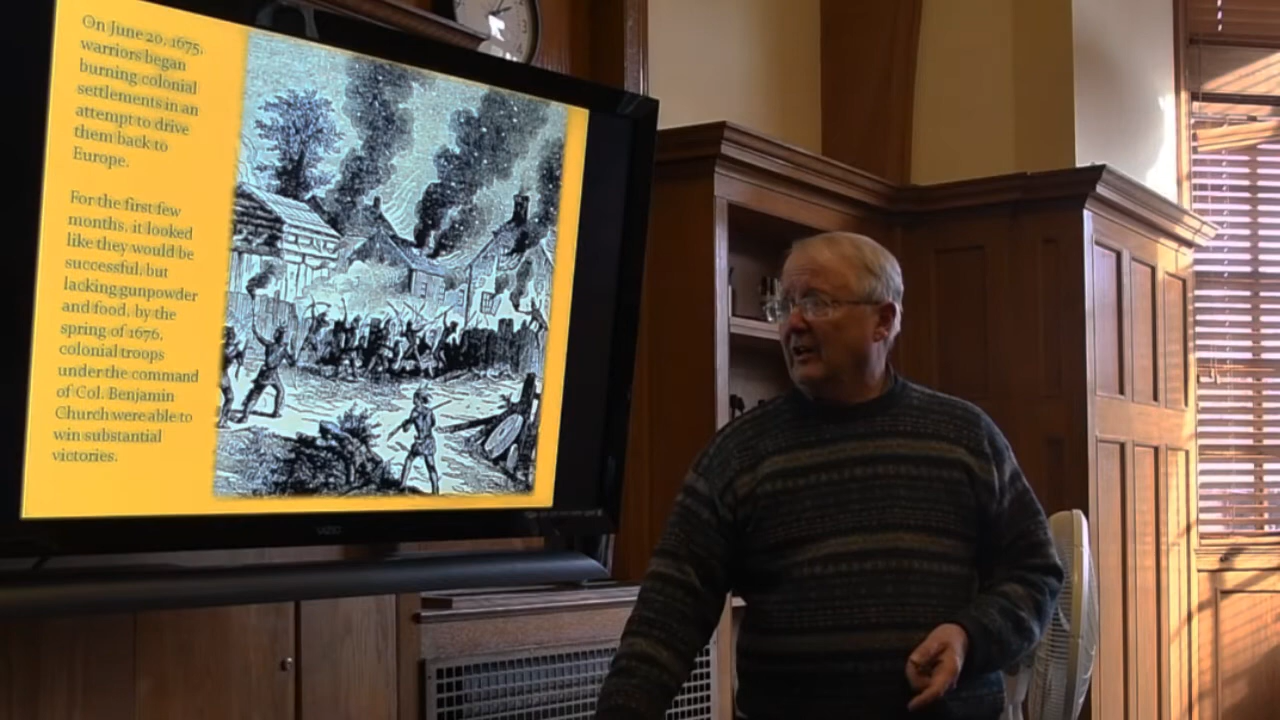 On June 20, 1675,
warriors began
burning colonial
settlements in an
attempt to drive
them back to
Europe.
For the first few
months, it looked
like they would be
successful, but
lacking gunpowder
and food, by the
spring of 1676,
colonial troops
under the command
of Col. Benjamin
Church were able to
win substantial
victories.
VIZIO